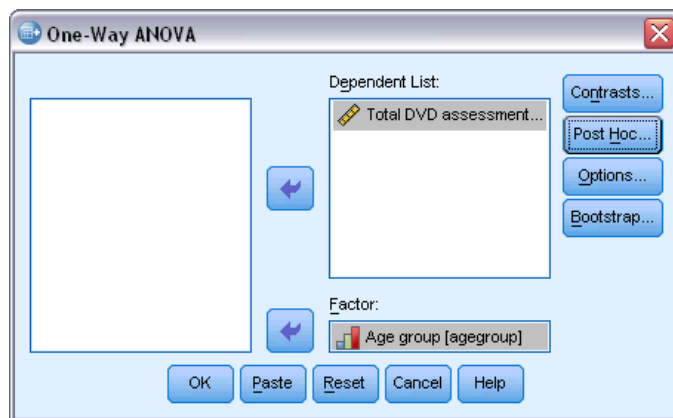 One-Way ANOVA
Dependent List:
Total DVD assessment...
Contrasts...
Post Hoc...
Options...
Bootstrap...
Factor:
Age group [agegroup]
OK Paste Reset Cancel Help